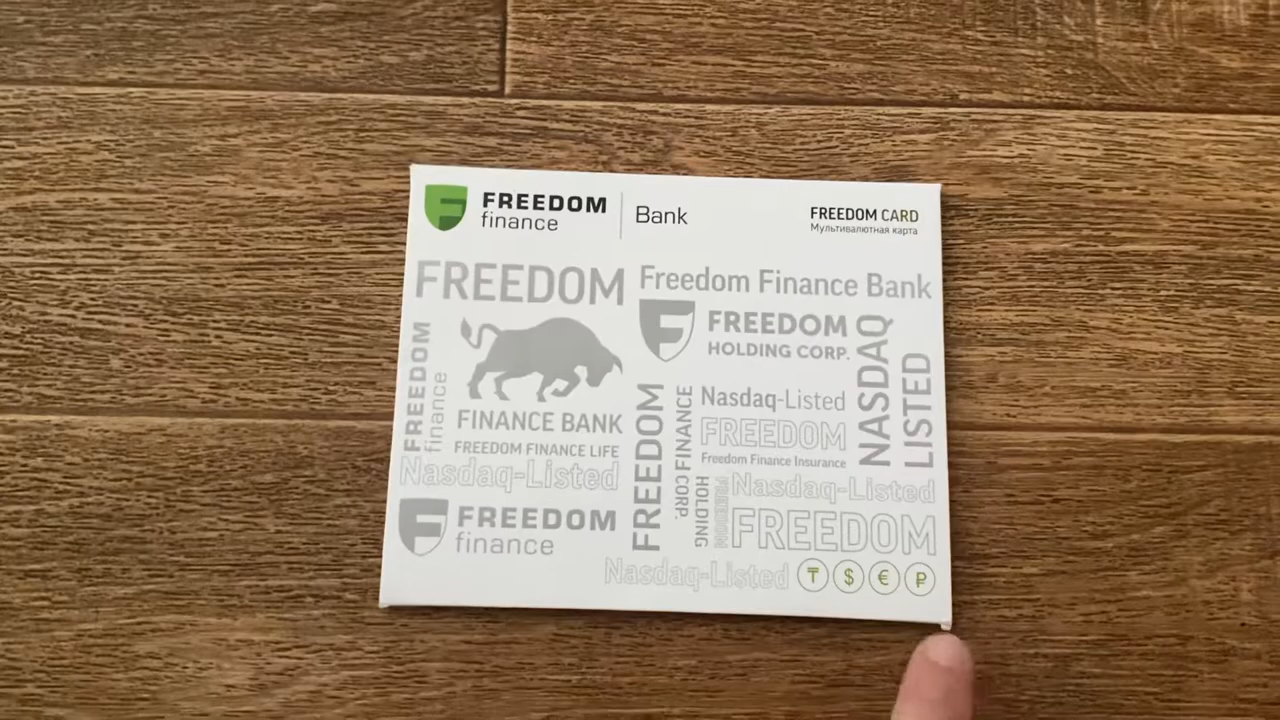 FREEDOM
finance
Bank
FREEDOM CARD
Мультивалютная карта
FREEDOM
Freedom Finance Bank
FREEDOM
HOLDING CORP.
NASDAQ
LISTED
FREEDOM
finance
FINANCE BANK
FREEDOM FINANCE LIFE
Nasdaq-Listed
FREEDOM
FINANCE
CORP.
HOLDING
FREEDOM
Nasdaq-Listed
FREEDOM
Freedom Finance Insurance
Nasdaq-Listed
FREEDOM
FREEDOM
finance
Nasdaq-Listed
₸ $ € ₽